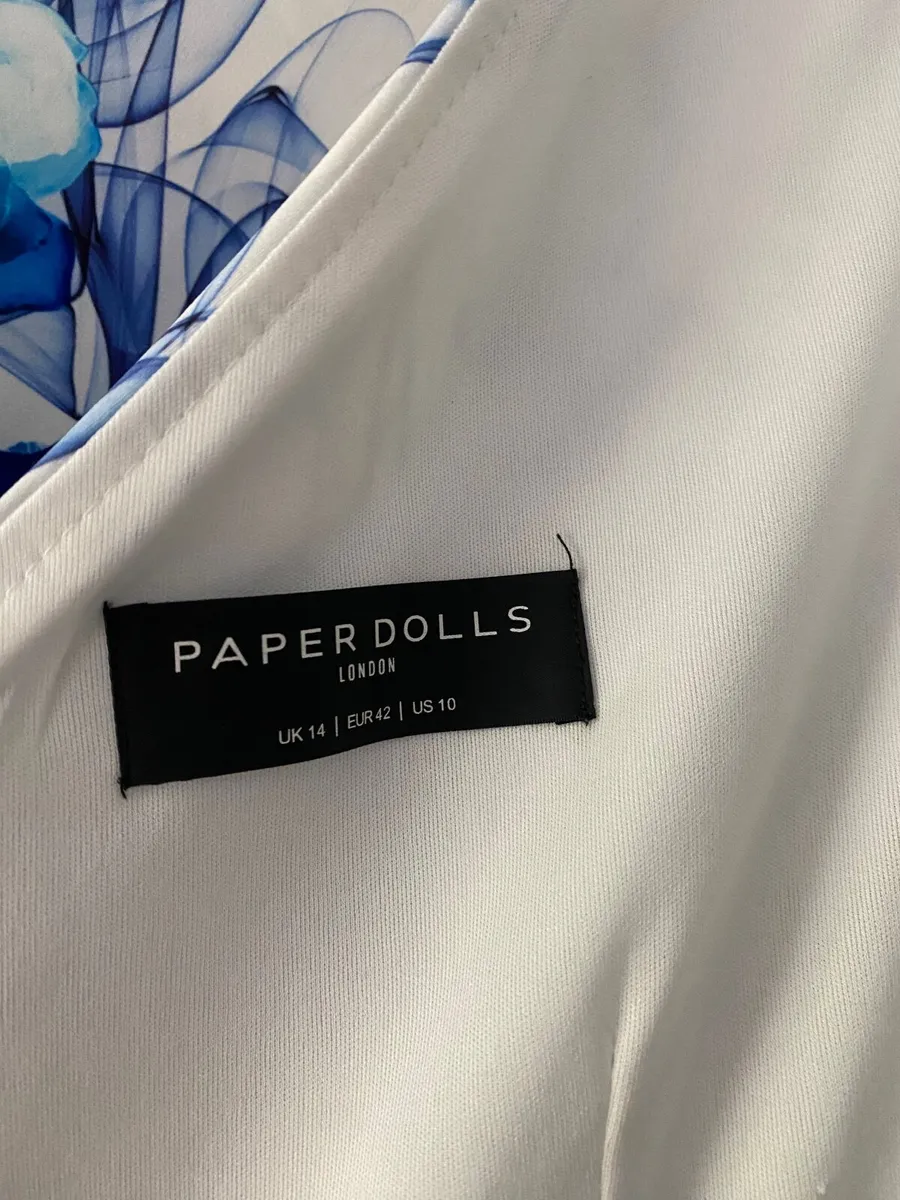 PAPER DOLLS
LONDON
UK 14 | EUR 42 | US 10